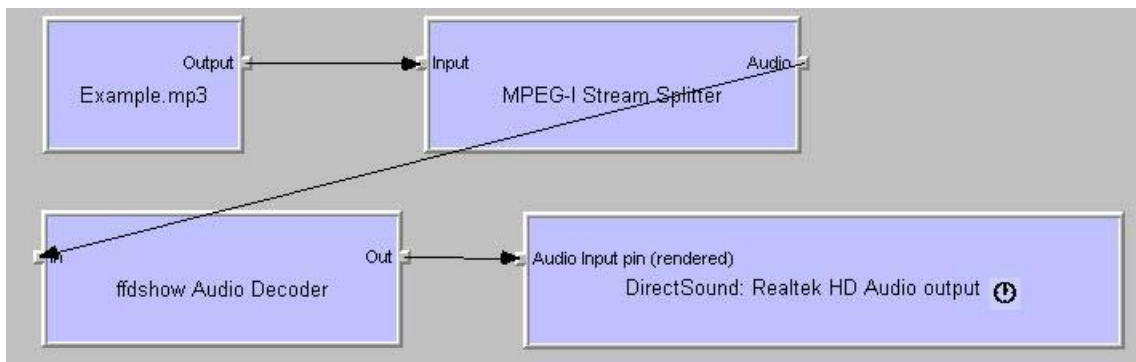 Output
Example.mp3
Input
Audio
MPEG-I Stream Splitter
In
Out
ffdshow Audio Decoder
Audio Input pin (rendered)
DirectSound: Realtek HD Audio output